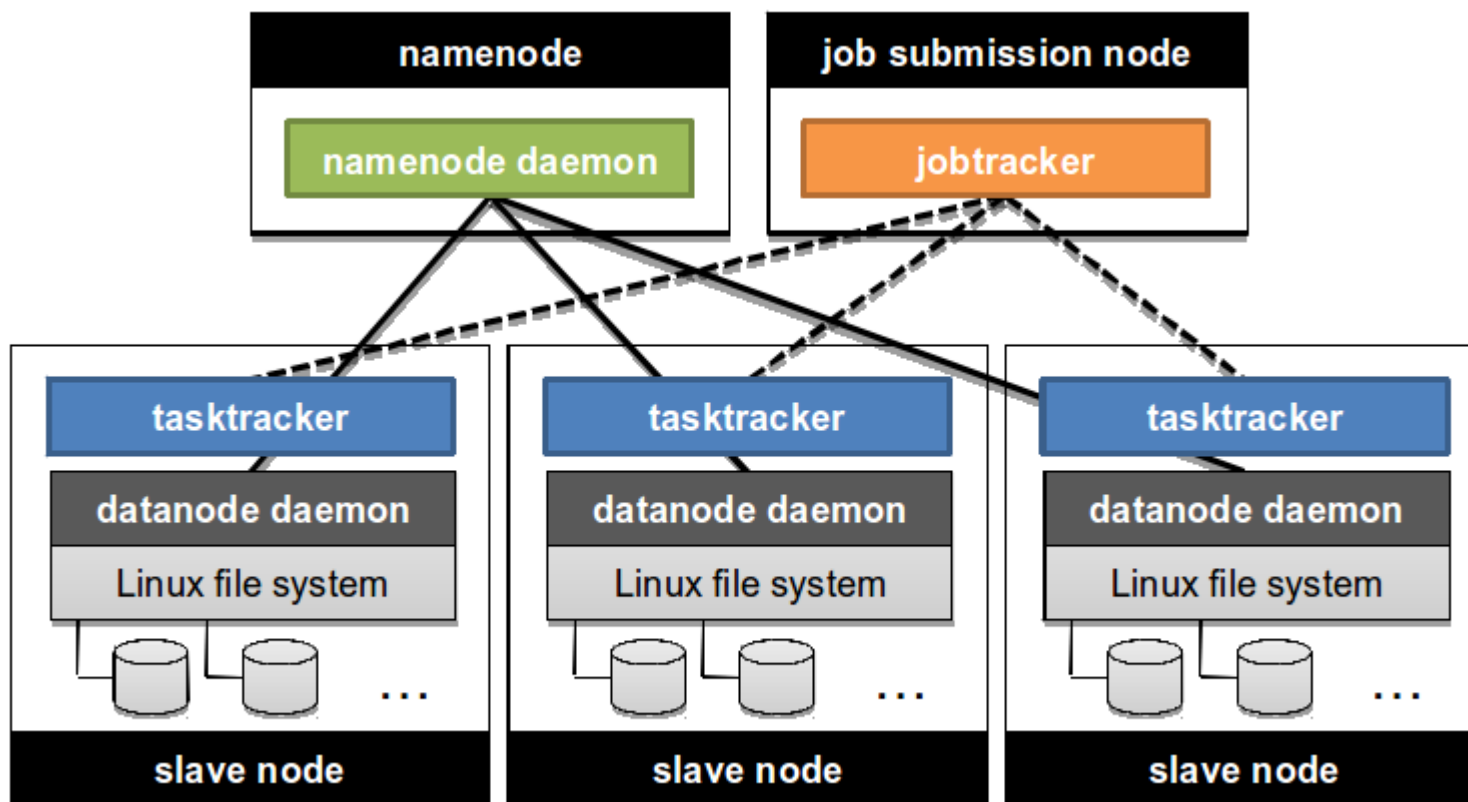 namenode
job submission node
namenode daemon
jobtracker
tasktracker
tasktracker
tasktracker
datanode daemon
datanode daemon
datanode daemon
Linux file system
Linux file system
Linux file system
...
...
...
slave node
slave node
slave node